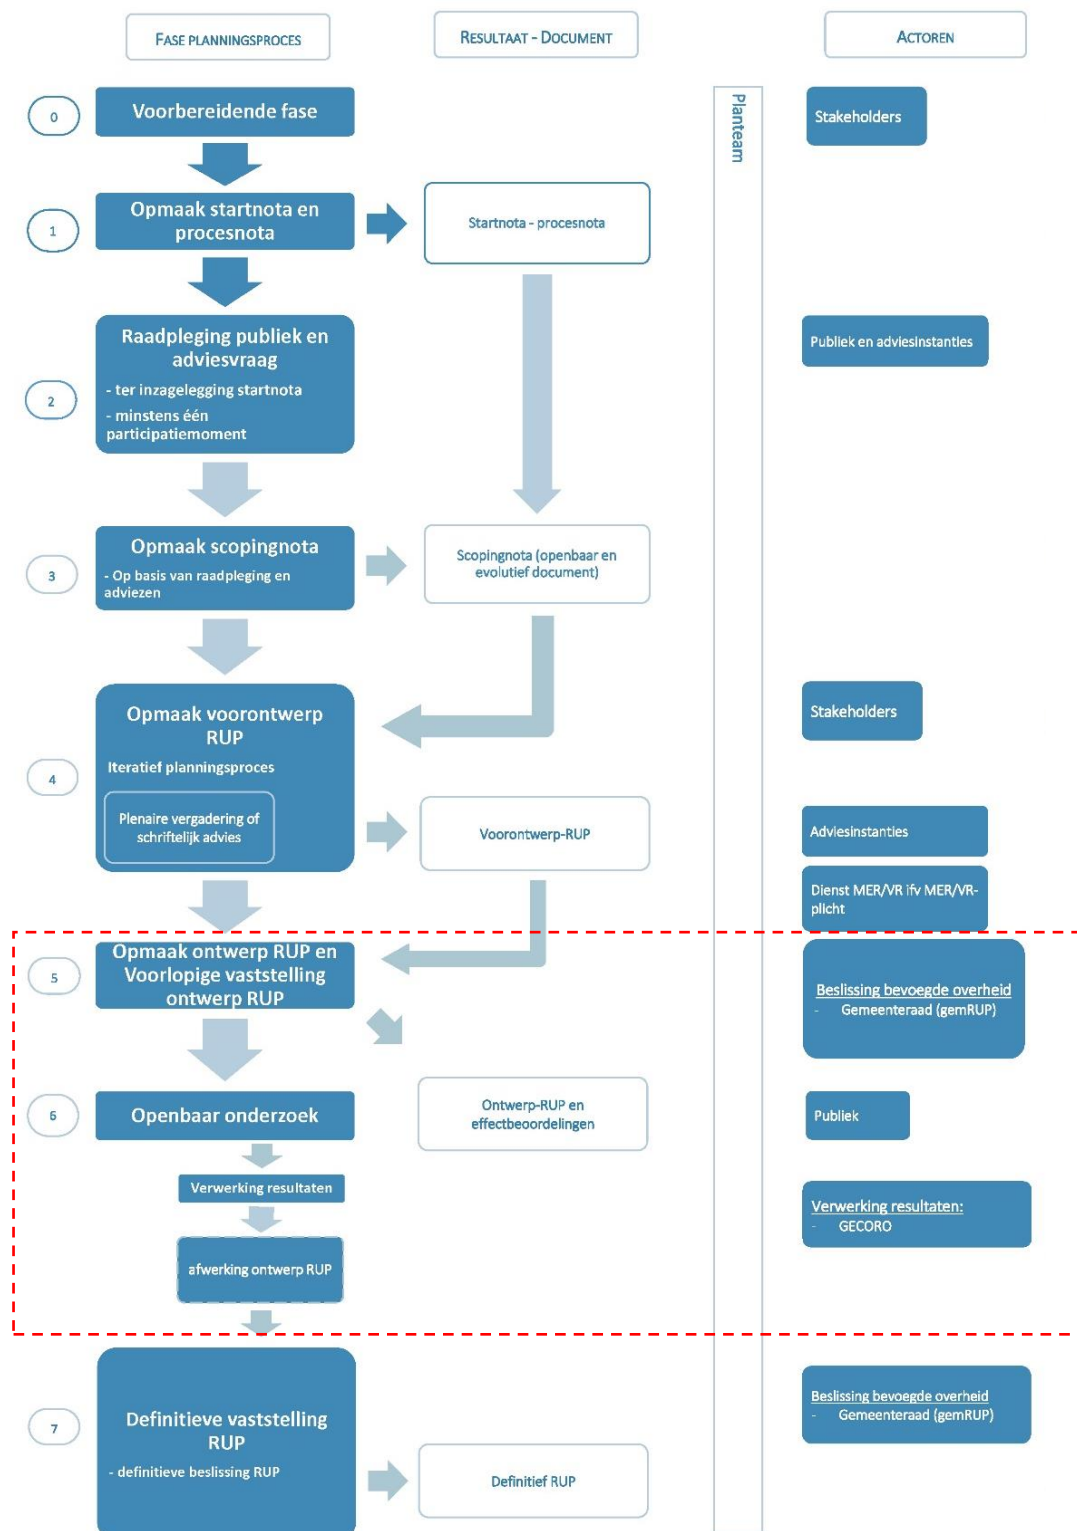 FASE PLANNINGSPROCES
RESULTAAT - DOCUMENT
ACTOREN
0
Voorbereidende fase
Planteam
Stakeholders
1
Opmaak startnota en
procesnota
Startnota - procesnota
2
Raadpleging publiek en
adviesvraag
- ter inzagelegging startnota
- minstens één
participatiemoment
Publiek en adviesinstanties
3
Opmaak scopingnota
- Op basis van raadpleging en
adviezen
Scopingnota (openbaar en
evolutief document)
4
Opmaak voorontwerp
RUP
Iteratief planningsproces
Plenaire vergadering of
schriftelijk advies
Voorontwerp-RUP
Stakeholders
Adviesinstanties
Dienst MER/VR ifv MER/VR-
plicht
5
Opmaak ontwerp RUP en
Voorlopige vaststelling
ontwerp RUP
Beslissing bevoegde overheid
- Gemeenteraad (gemRUP)
6
Openbaar onderzoek
Ontwerp-RUP en
effectbeoordelingen
Publiek
Verwerking resultaten
Verwerking resultaten:
- GECORO
afwerking ontwerp RUP
7
Definitieve vaststelling
RUP
- definitieve beslissing RUP
Definitief RUP
Beslissing bevoegde overheid
- Gemeenteraad (gemRUP)